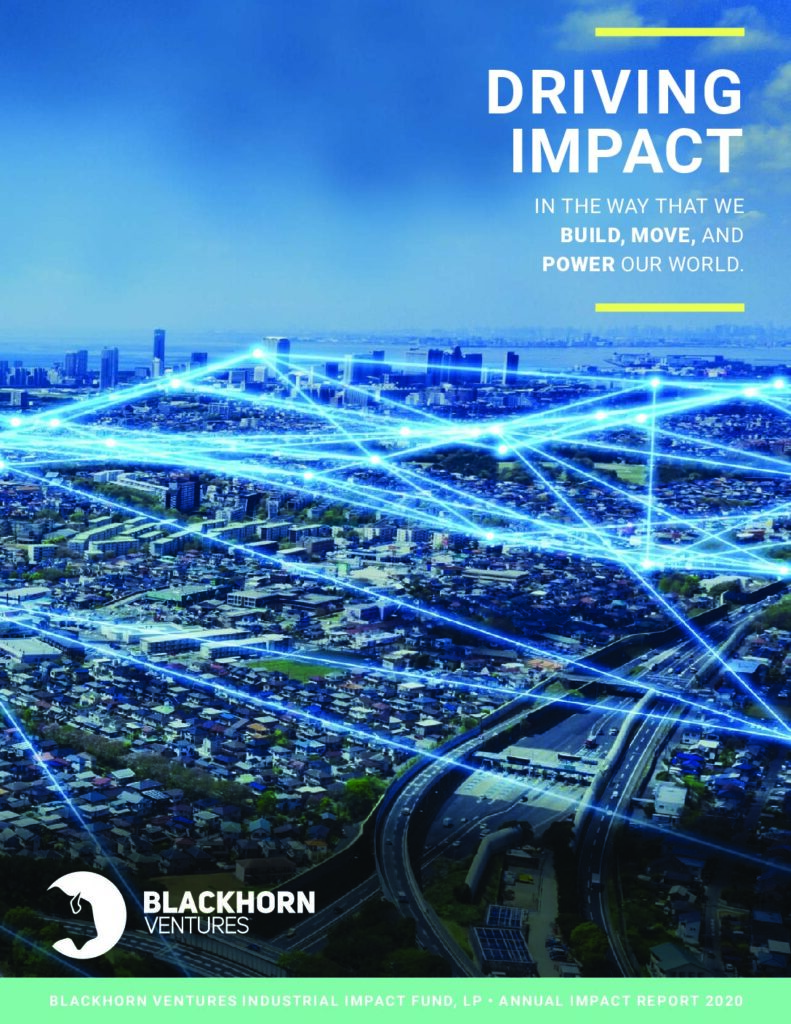 DRIVING
IMPACT
IN THE WAY THAT WE
BUILD, MOVE, AND
POWER OUR WORLD.
BLACKHORN
VENTURES
BLACKHORN VENTURES INDUSTRIAL IMPACT FUND, LP • ANNUAL IMPACT REPORT 2020